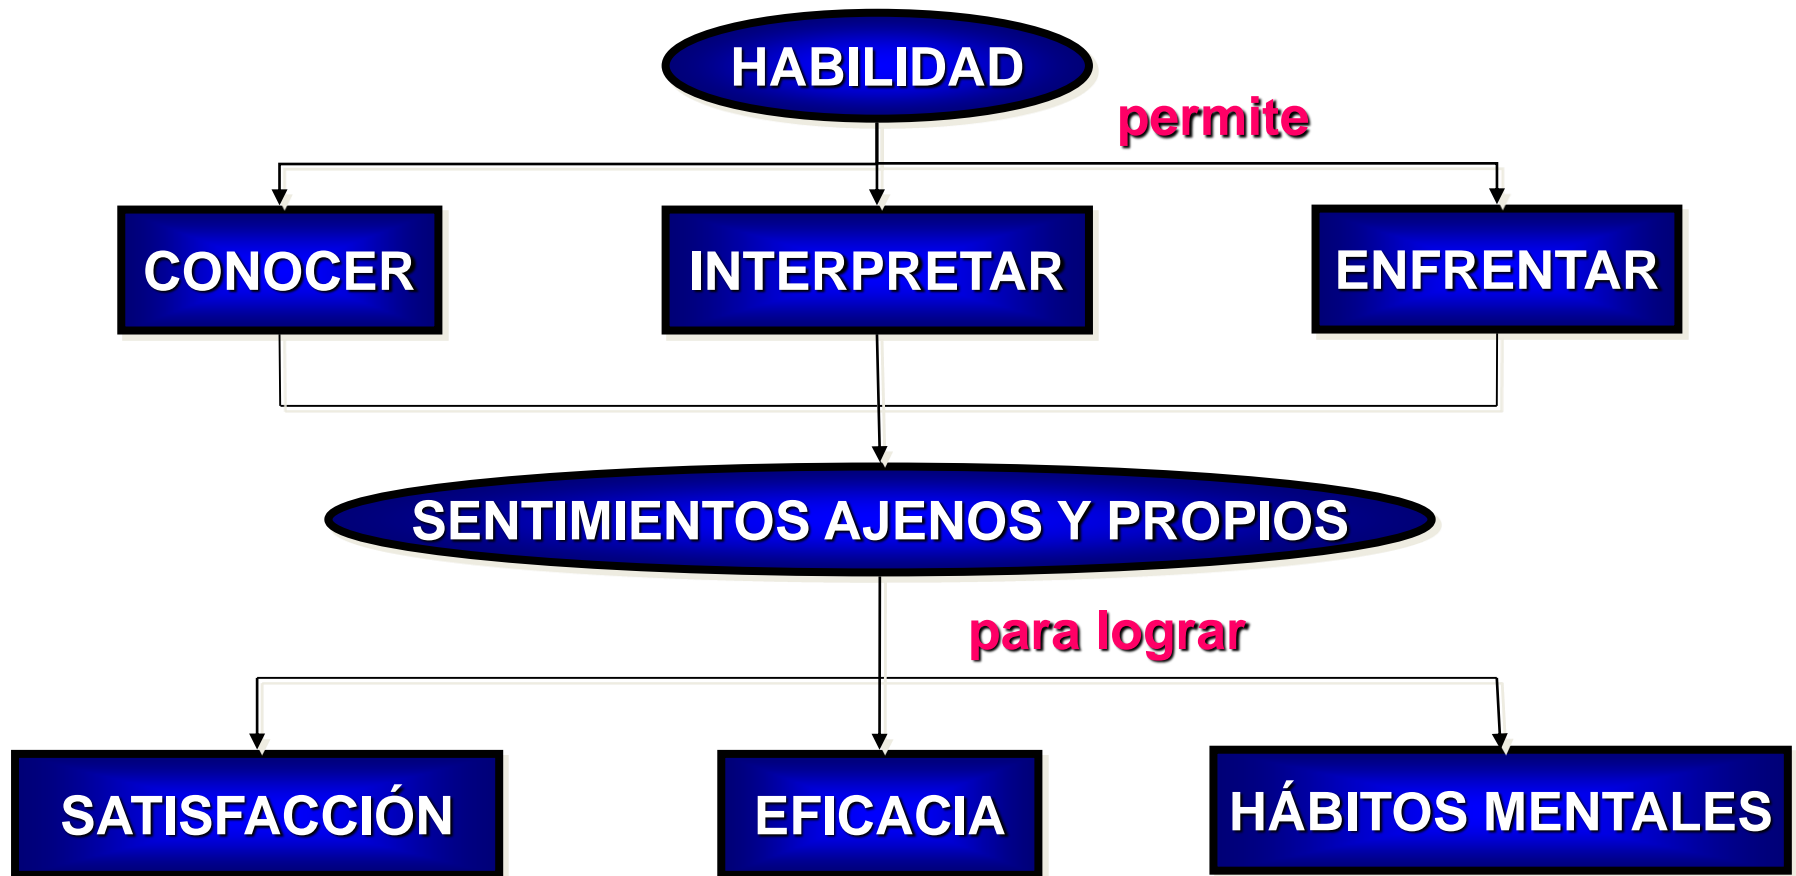 HABILIDAD
permite
CONOCER
INTERPRETAR
ENFRENTAR
SENTIMIENTOS AJENOS Y PROPIOS
para lograr
SATISFACCIÓN
EFICACIA
HÁBITOS MENTALES